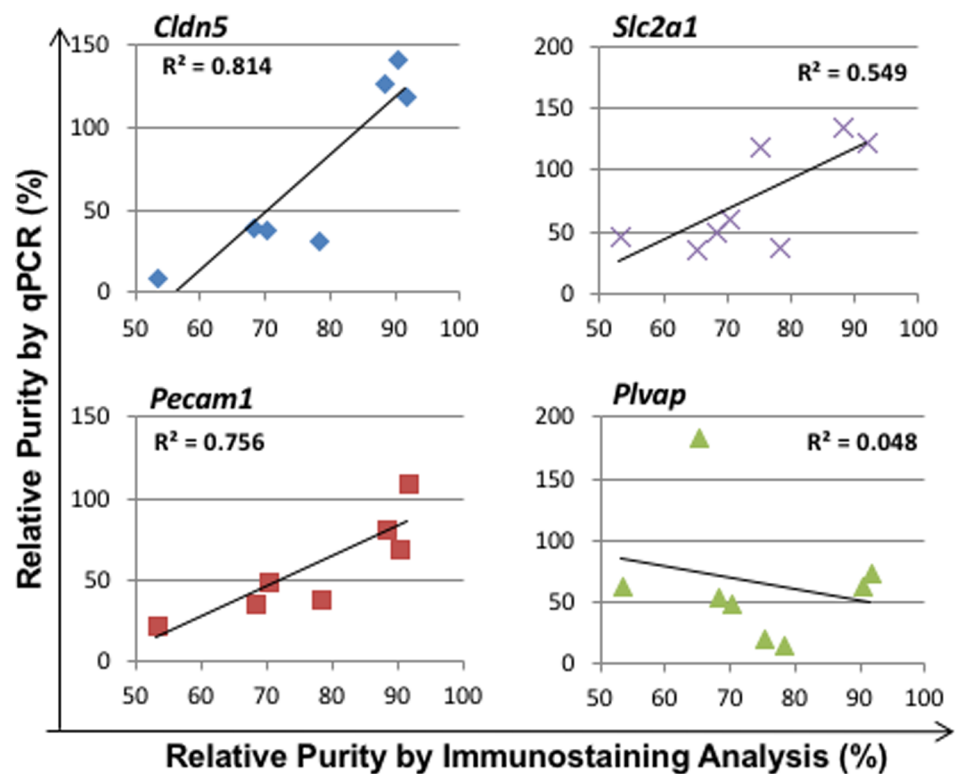 Cldn5
R² = 0.814
150
100
50
0
50 60 70 80 90 100
Slc2a1
R² = 0.549
200
150
100
50
0
50 60 70 80 90 100
Pecam1
R² = 0.756
150
100
50
0
50 60 70 80 90 100
Plvap
R² = 0.048
200
150
100
50
0
50 60 70 80 90 100
Relative Purity by qPCR (%)
Relative Purity by Immunostaining Analysis (%)